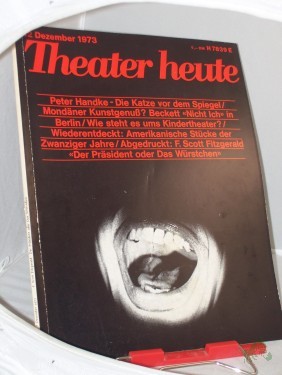 Dezember 1973
H 7839 E
Theater heute
Peter Handke - Die Katze vor dem Spiegel/
Mondäner Kunstgenuß? Beckett «Nicht Ich» in
Berlin/Wie steht es ums Kindertheater?/
Wiederentdeckt: Amerikanische Stücke der
Zwanziger Jahre/Abgedruckt: F. Scott Fitzgerald
«Der Präsident oder Das Würstchen»